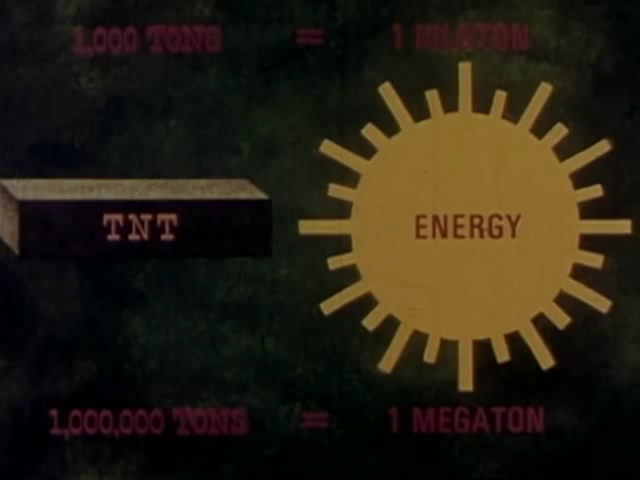 1,000 TONS = 1 KILOTON
TNT
ENERGY
1,000,000 TONS = 1 MEGATON